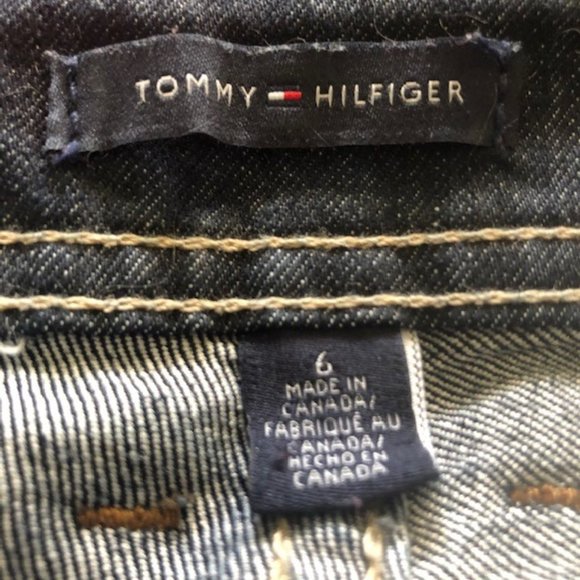 TOMMY HILFIGER
6
MADE IN
CANADA/
FABRIQUÉ AU
CANADA/
HECHO EN
CANADA